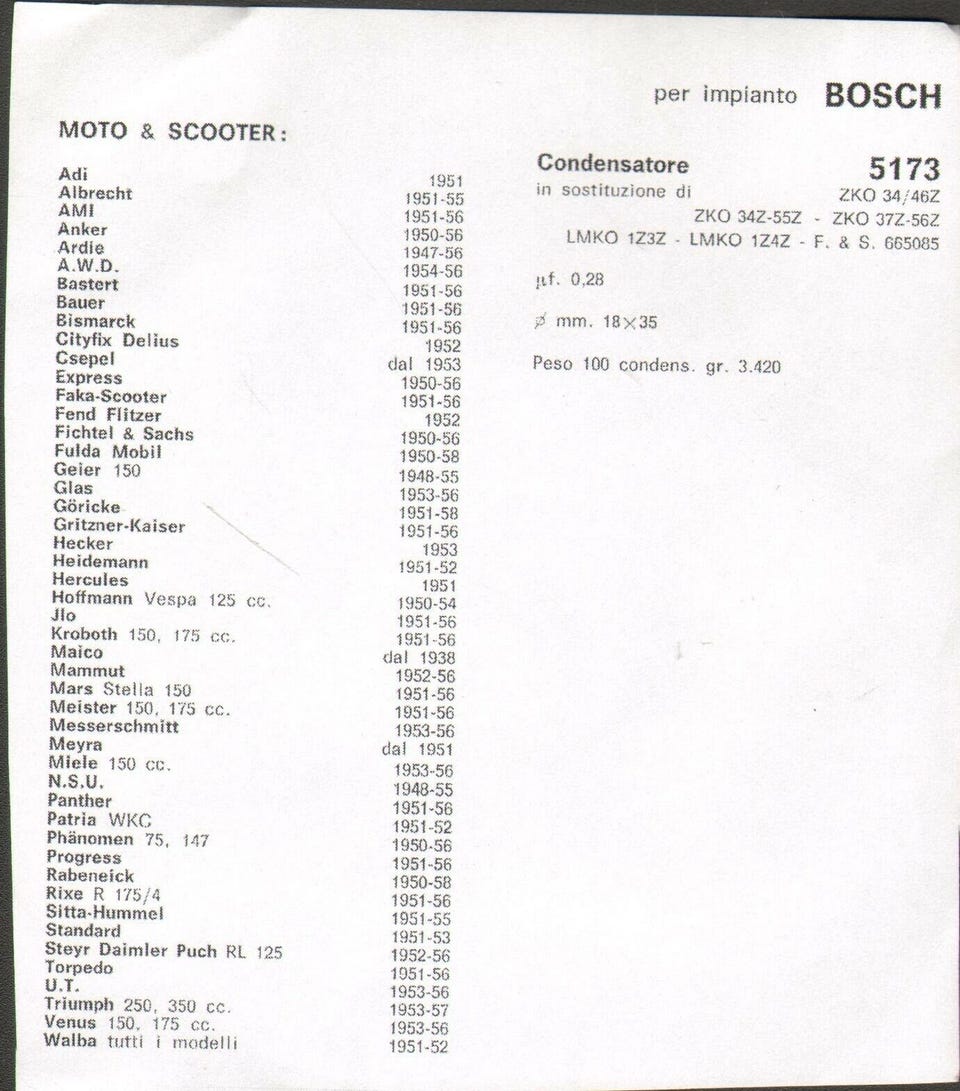 per impianto BOSCH
MOTO & SCOOTER:
Adi 1951
Albrecht 1951-55
AMI 1951-56
Anker 1950-56
Ardie 1947-56
A.W.D. 1954-56
Bastert 1951-56
Bauer 1951-56
Bismarck 1951-56
Cityfix Delius 1952
Csepel dal 1953
Express 1950-56
Faka-Scooter 1951-56
Fend Flitzer 1952
Fichtel & Sachs 1950-56
Fulda Mobil 1950-58
Geier 150 1948-55
Glas 1953-56
Göricke 1951-58
Gritzner-Kaiser 1951-56
Hecker 1953
Heidemann 1951-52
Hercules 1951
Hoffmann Vespa 125 cc. 1950-54
Jlo 1951-56
Kroboth 150, 175 cc. 1951-56
Maico dal 1938
Mammut 1952-56
Mars Stella 150 1951-56
Meister 150, 175 cc. 1951-56
Messerschmitt 1953-56
Meyra dal 1951
Miele 150 cc. 1953-56
N.S.U. 1948-55
Panther 1951-56
Patria WKC 1951-52
Phänomen 75, 147 1950-56
Progress 1951-56
Rabeneick 1950-58
Rixe R 175/4 1951-56
Sitta-Hummel 1951-55
Standard 1951-53
Steyr Daimler Puch RL 125 1952-56
Torpedo 1951-56
U.T. 1953-56
Triumph 250, 350 cc. 1953-57
Venus 150, 175 cc. 1953-56
Walba tutti i modelli 1951-52
Condensatore 5173
in sostituzione di ZKO 34/46Z
ZKO 34Z-55Z - ZKO 37Z-56Z
LMKO 1Z3Z - LMKO 1Z4Z - F. & S. 665085
µf. 0,28
∅ mm. 18×35
Peso 100 condens. gr. 3.420